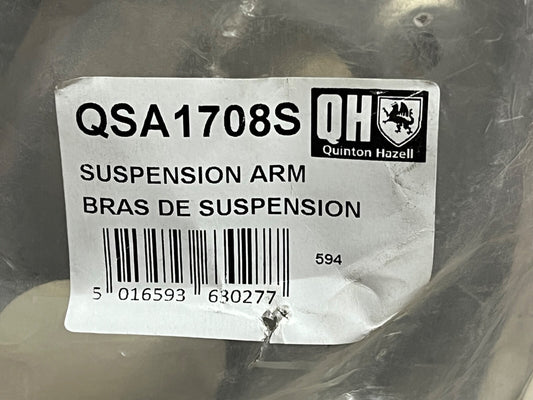 QSA1708S
QH
Quinton Hazell
SUSPENSION ARM
BRAS DE SUSPENSION
594
5 016593 630277